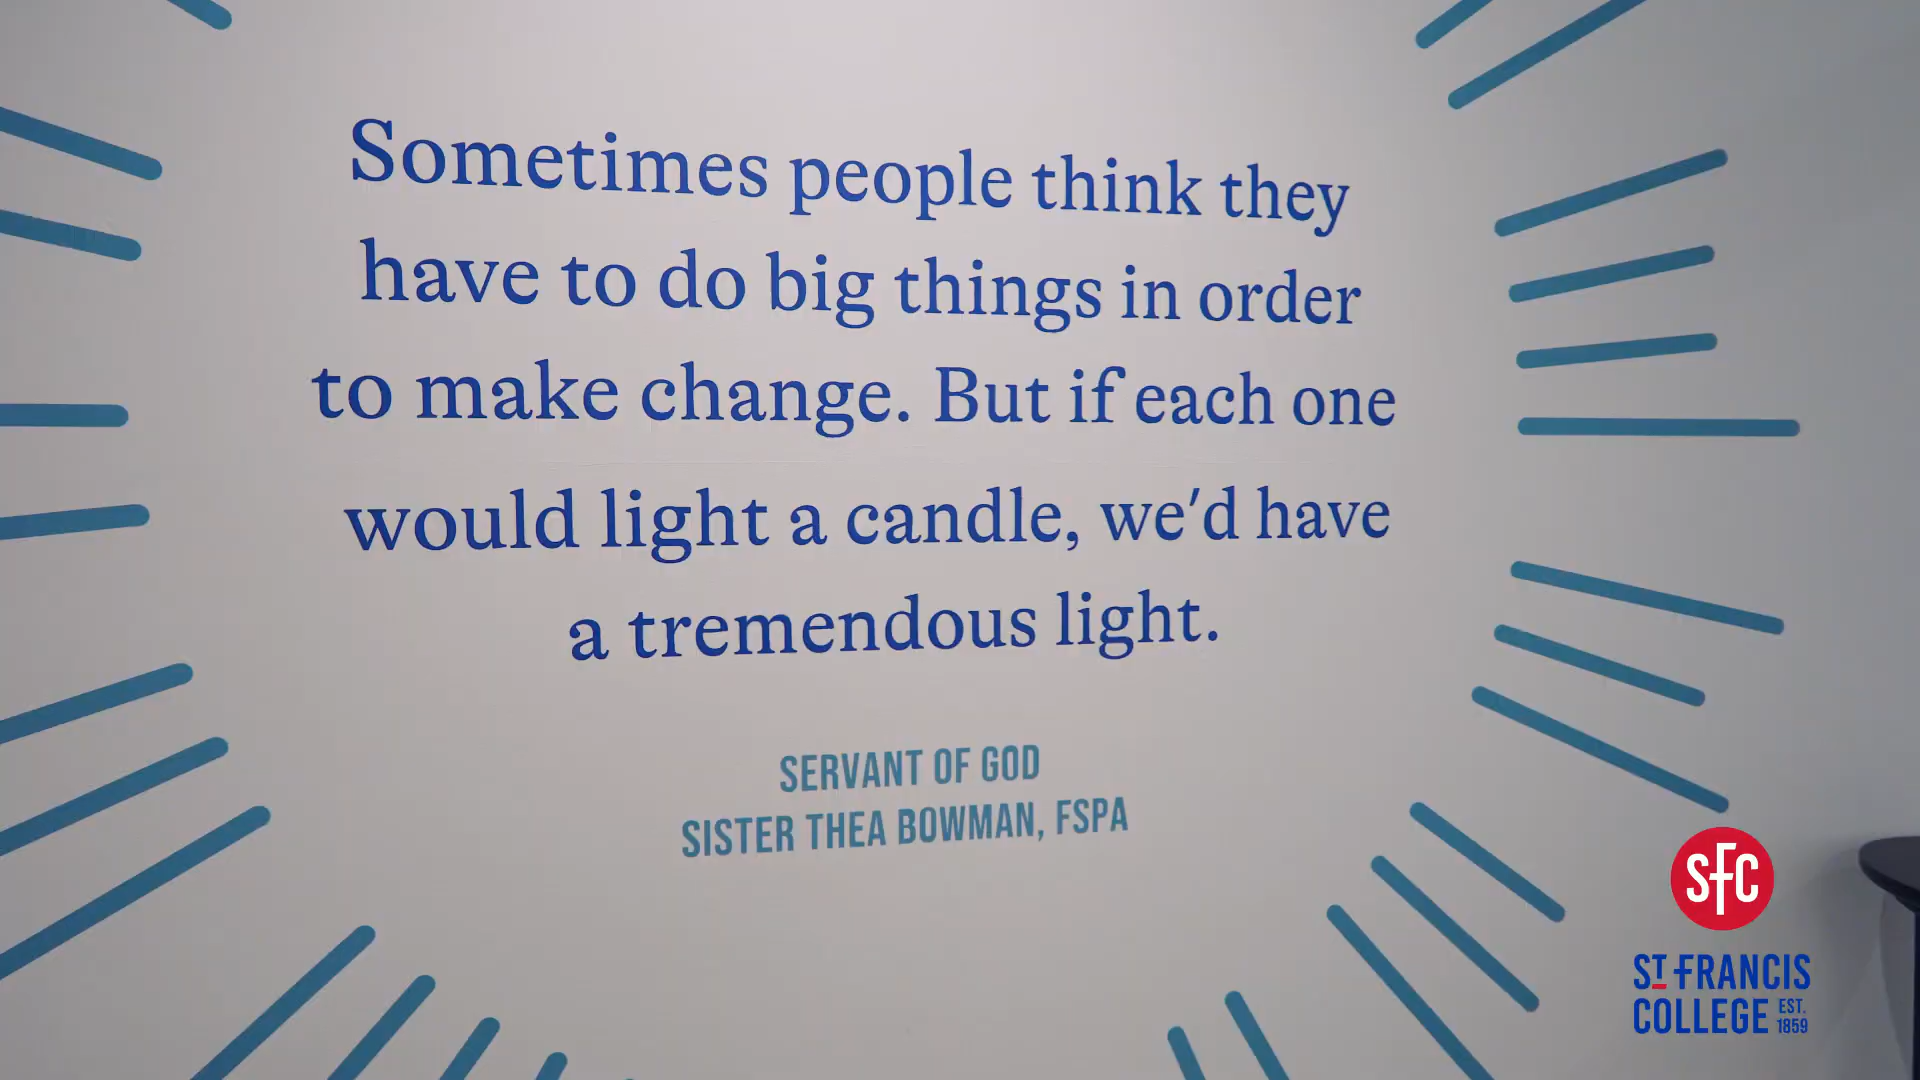 Sometimes people think they
have to do big things in order
to make change. But if each one
would light a candle, we'd have
a tremendous light.
SERVANT OF GOD
SISTER THEA BOWMAN, FSPA
SFC
ST FRANCIS
COLLEGE EST.
1859